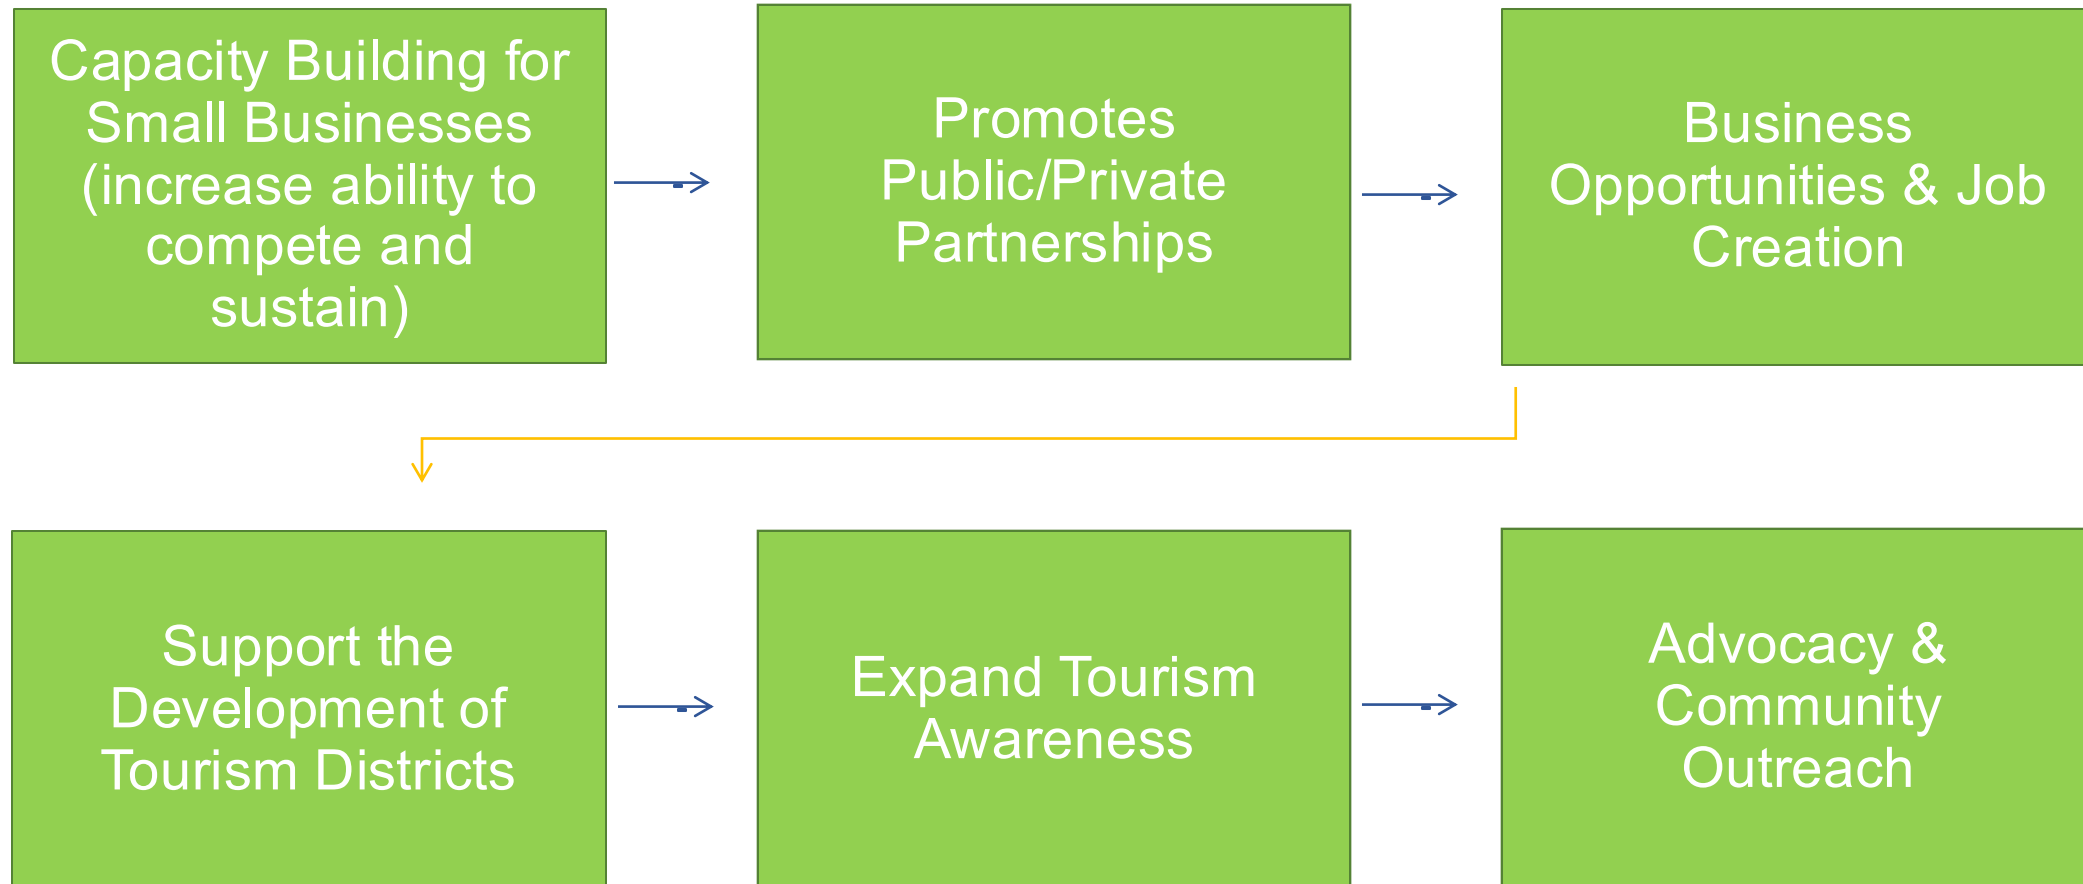 Capacity Building for
Small Businesses
(increase ability to
compete and
sustain)
Promotes
Public/Private
Partnerships
Business
Opportunities & Job
Creation
Support the
Development of
Tourism Districts
Expand Tourism
Awareness
Advocacy &
Community
Outreach